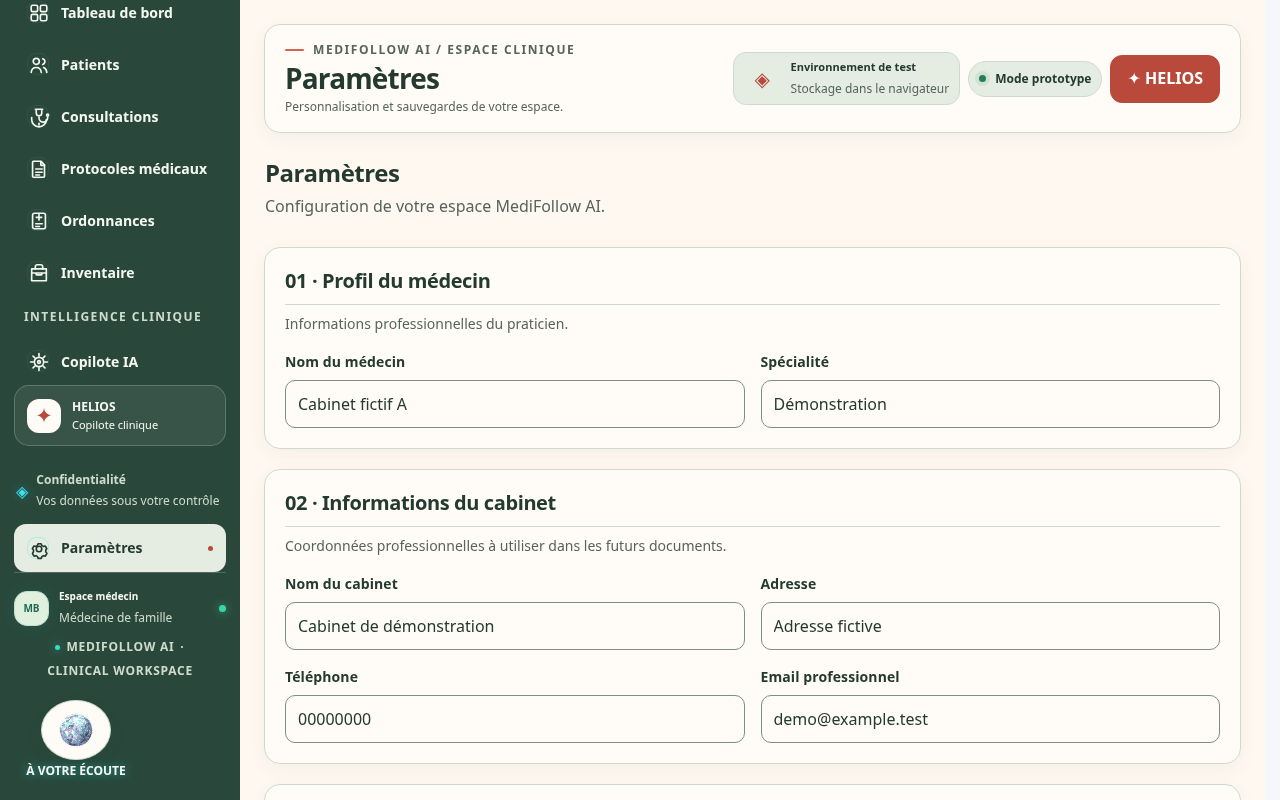 Tableau de bord
Patients
Consultations
Protocoles médicaux
Ordonnances
Inventaire
INTELLIGENCE CLINIQUE
Copilote IA
HELIOS
Copilote clinique
Confidentialité
Vos données sous votre contrôle
Paramètres
MB
Espace médecin
Médecine de famille
MEDIFOLLOW AI ·
CLINICAL WORKSPACE
À VOTRE ÉCOUTE
MEDIFOLLOW AI / ESPACE CLINIQUE
Paramètres
Personnalisation et sauvegardes de votre espace.
Environnement de test
Stockage dans le navigateur
Mode prototype
✦ HELIOS
Paramètres
Configuration de votre espace MediFollow AI.
01 · Profil du médecin
Informations professionnelles du praticien.
Nom du médecin
Cabinet fictif A
Spécialité
Démonstration
02 · Informations du cabinet
Coordonnées professionnelles à utiliser dans les futurs documents.
Nom du cabinet
Cabinet de démonstration
Adresse
Adresse fictive
Téléphone
00000000
Email professionnel
demo@example.test